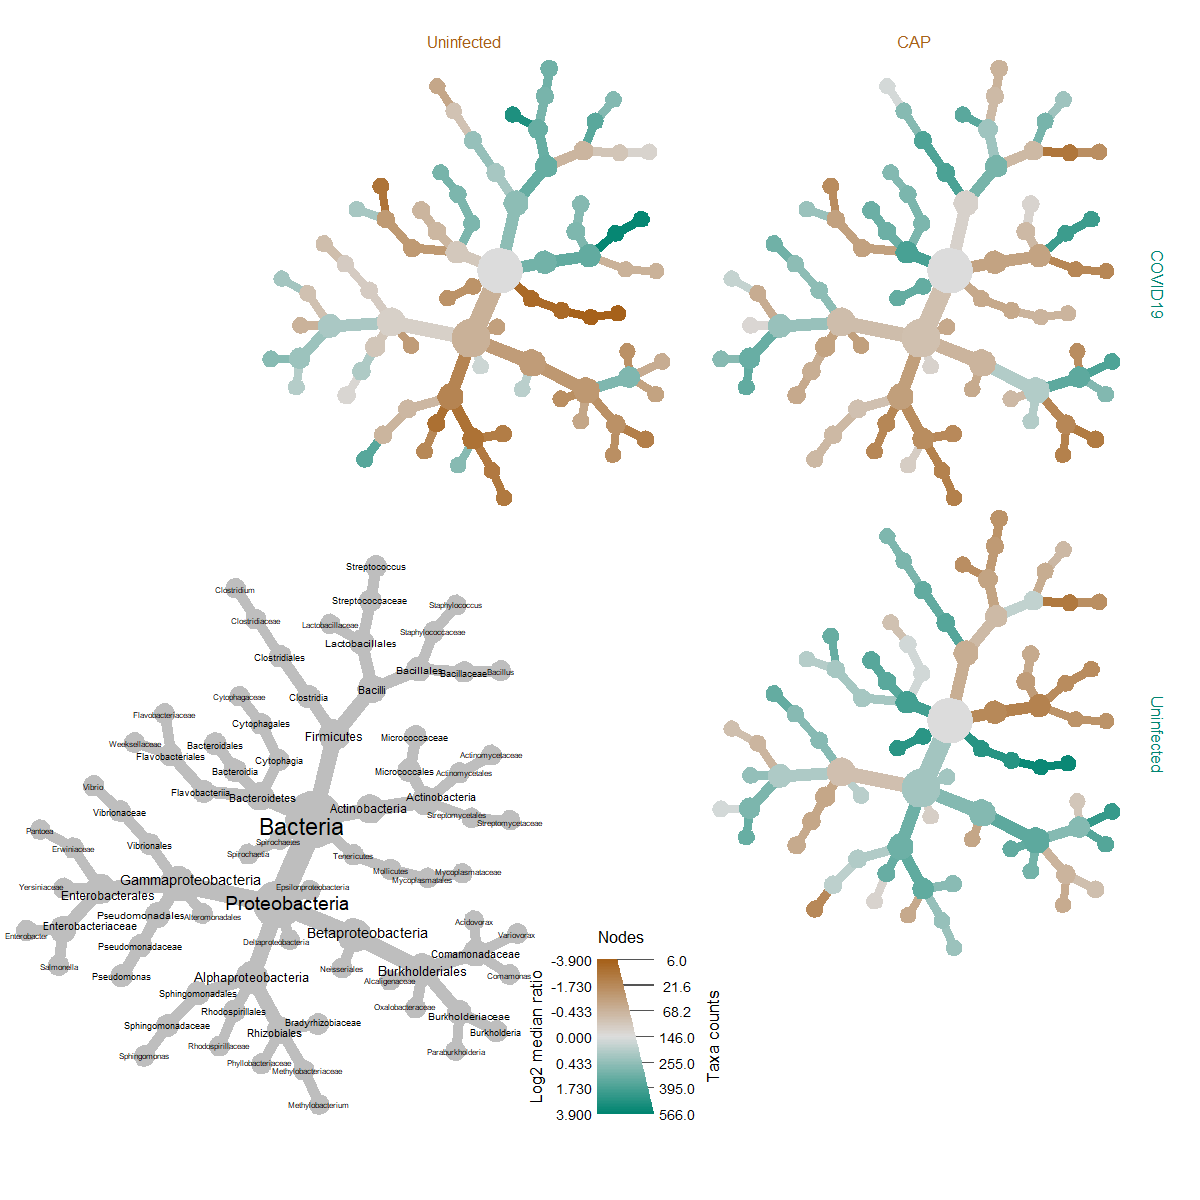 Uninfected
CAP
COVID19
Uninfected
Streptococcus
Clostridium
Streptococcaceae
Staphylococcus
Clostridiaceae
Lactobacillaceae
Staphylococcaceae
Lactobacillales
Clostridiales
Bacillales
Bacillaceae
Bacillus
Bacilli
Cytophagaceae
Clostridia
Flavobacteriaceae
Cytophagales
Firmicutes
Micrococcaceae
Weeksellaceae
Bacteroidales
Flavobacteriales
Cytophagia
Actinomycetaceae
Bacteroidia
Micrococcales
Actinomycetales
Vibrio
Flavobacteriia
Bacteroidetes
Actinobacteria
Actinobacteria
Vibrionaceae
Streptomycetales
Streptomycetaceae
Bacteria
Pantoea
Erwiniaceae
Vibrionales
Spirochaetes
Spirochaetia
Tenericutes
Mollicutes
Mycoplasmataceae
Mycoplasmatales
Gammaproteobacteria
Yersiniaceae
Epsilonproteobacteria
Enterobacterales
Proteobacteria
Pseudomonadales
Alteromonadales
Enterobacteriaceae
Acidovorax
Enterobacter
Betaproteobacteria
Variovorax
Deltaproteobacteria
Pseudomonadaceae
Comamonadaceae
Salmonella
Neisseriales
Pseudomonas
Alphaproteobacteria
Burkholderiales
Comamonas
Alcaligenaceae
Sphingomonadales
Oxalobacteraceae
Rhodospirillales
Burkholderiaceae
Sphingomonadaceae
Bradyrhizobiaceae
Rhizobiales
Burkholderia
Rhodospirillaceae
Paraburkholderia
Sphingomonas
Phyllobacteriaceae
Methylobacteriaceae
Methylobacterium
Nodes
-3.900 6.0
-1.730 21.6
-0.433 68.2
0.000 146.0
0.433 255.0
1.730 395.0
3.900 566.0
Log2 median ratio
Taxa counts